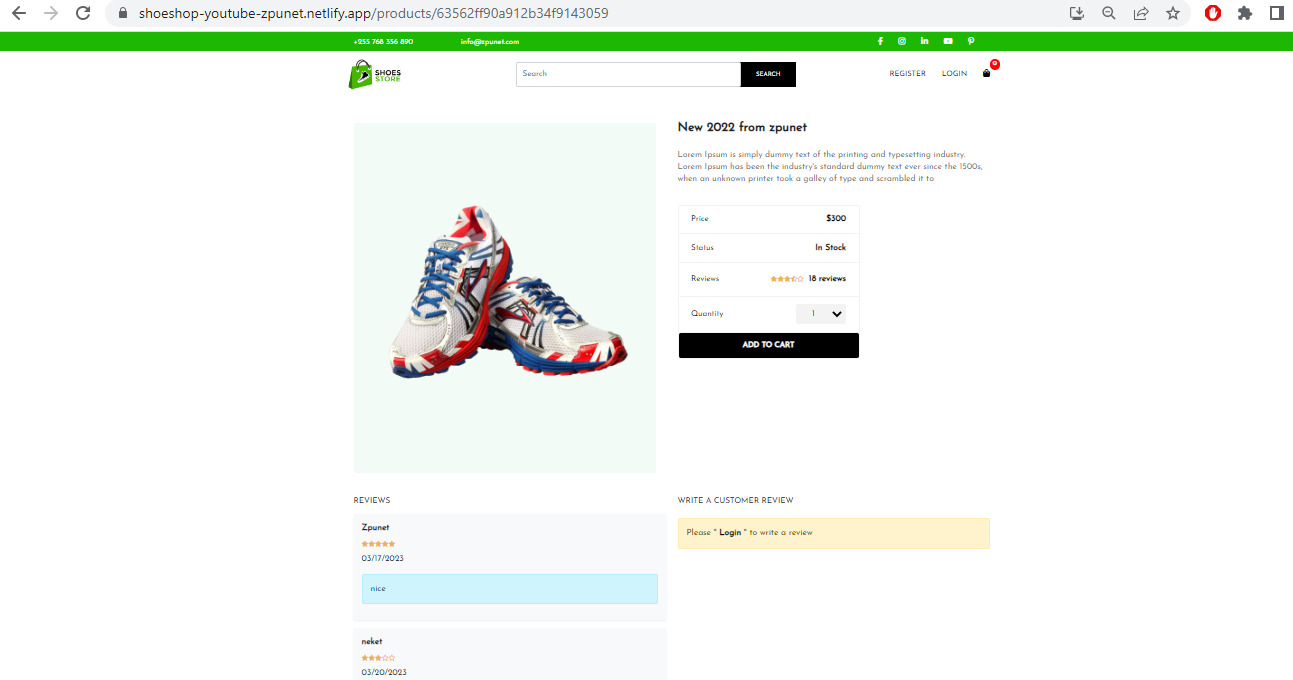 shoeshop-youtube-zpunet.netlify.app/products/63562ff90a912b34f9143059
+255 768 356 890 info@zpunet.com
SHOES
STORE
Search SEARCH REGISTER LOGIN 0
New 2022 from zpunet
Lorem Ipsum is simply dummy text of the printing and typesetting industry.
Lorem Ipsum has been the industry's standard dummy text ever since the 1500s,
when an unknown printer took a galley of type and scrambled it to
Price $300
Status In Stock
Reviews 18 reviews
Quantity 1
ADD TO CART
REVIEWS
Zpunet
03/17/2023
nice
neket
03/20/2023
WRITE A CUSTOMER REVIEW
Please " Login " to write a review